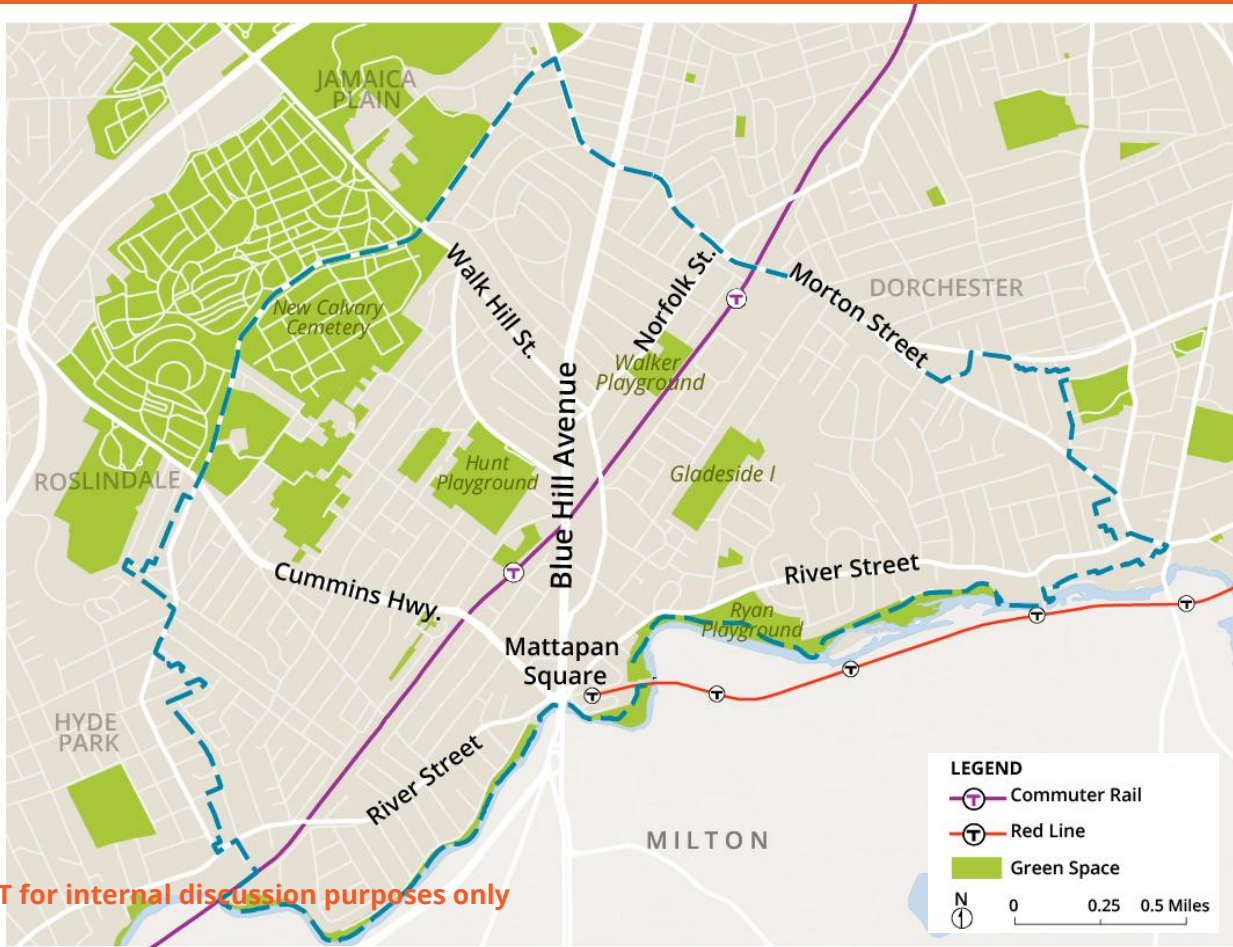 JAMAICA
PLAIN
Walk Hill St.
Norfolk St.
Morton Street
DORCHESTER
New Calvary
Cemetery
Walker
Playground
Blue Hill Avenue
Hunt
Playground
Gladeside I
ROSLINDALE
Cummins Hwy.
River Street
Ryan
Playground
Mattapan
Square
T
T
T
T
T
T
T
HYDE
PARK
River Street
MILTON
LEGEND
T Commuter Rail
T Red Line
Green Space
N
0 0.25 0.5 Miles
T for internal discussion purposes only